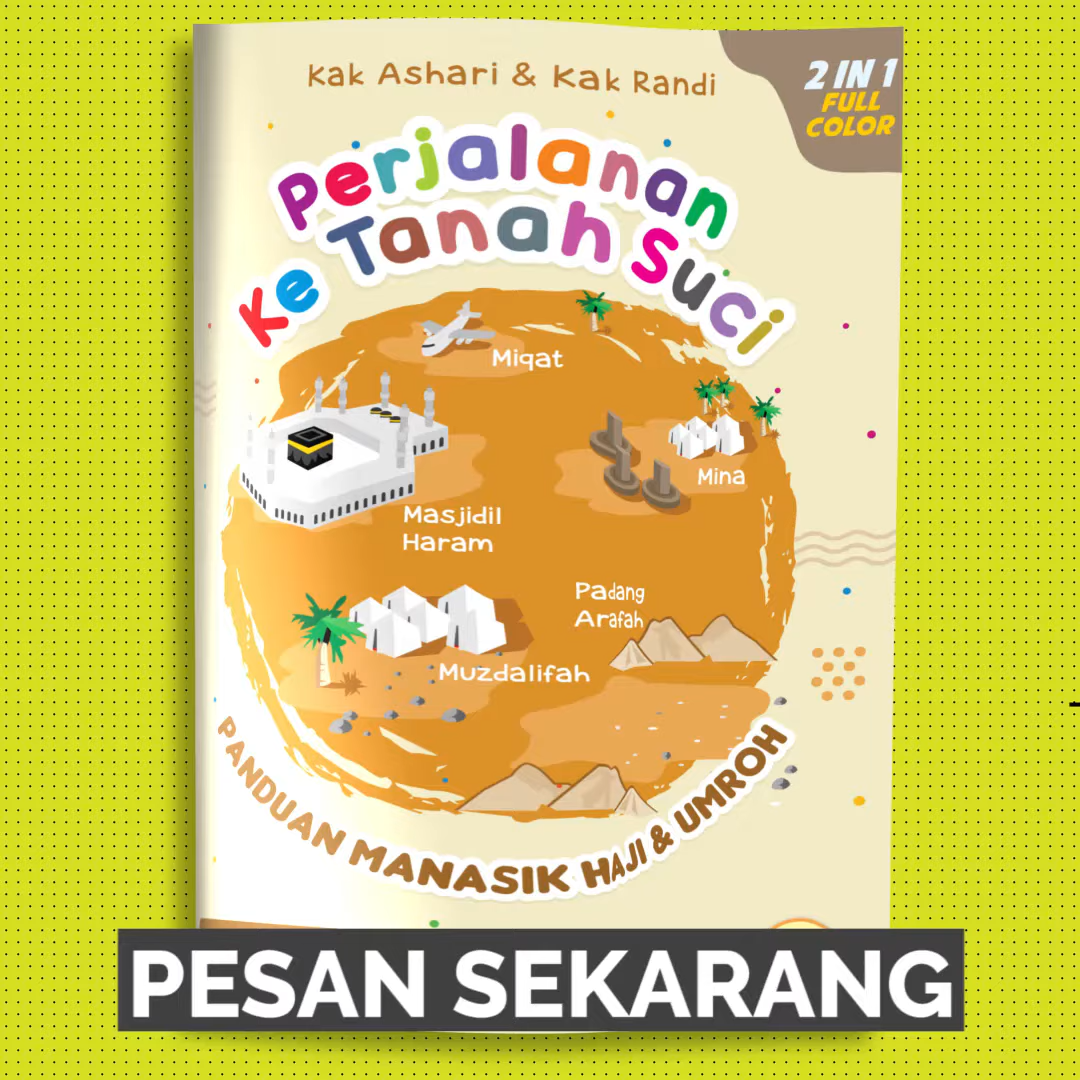 Kak Ashari & Kak Randi
2 IN 1
FULL
COLOR
Perjalanan
Ke Tanah Suci
Miqat
Mina
Masjidil
Haram
Padang
Arafah
Muzdalifah
PANDUAN MANASIK HAJI & UMROH
PESAN SEKARANG